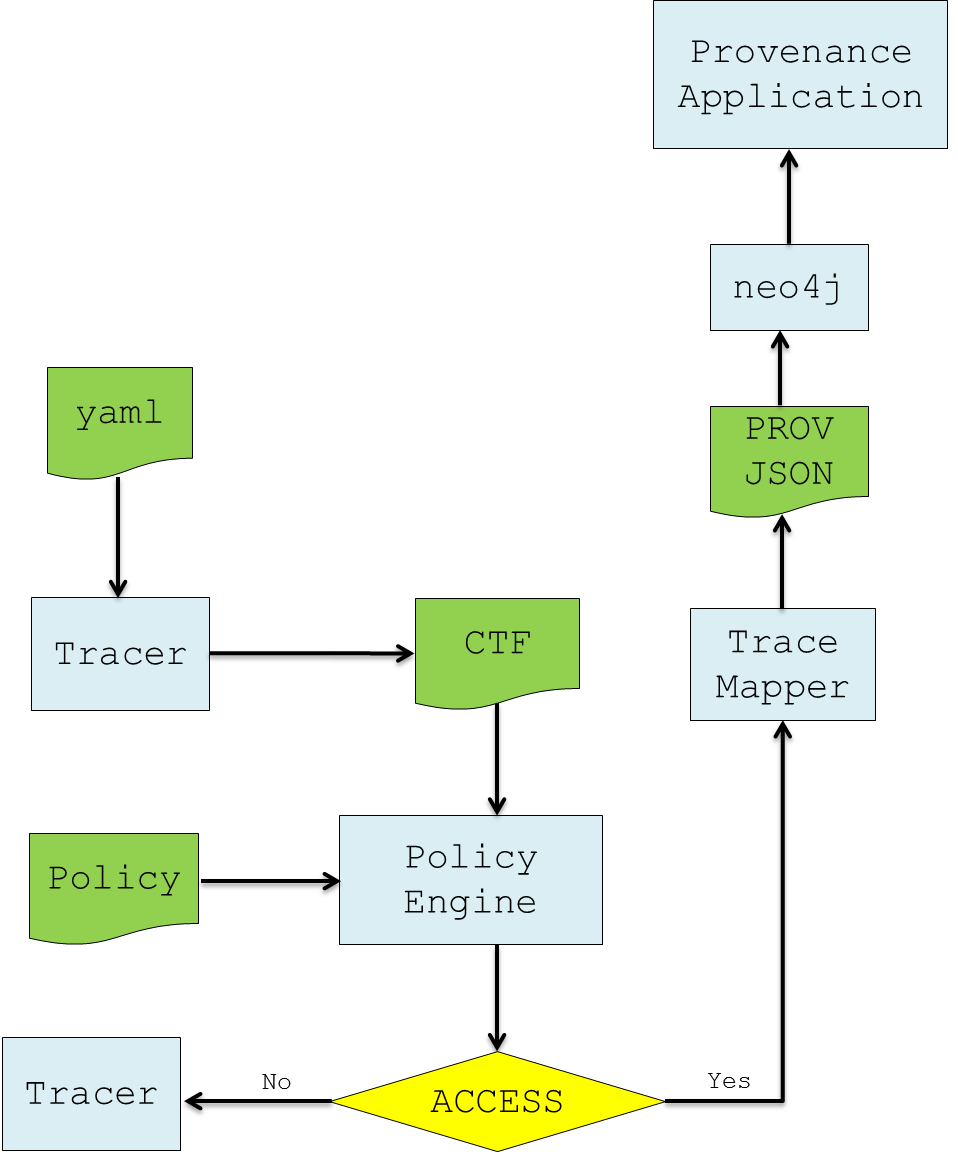 Provenance
Application
neo4j
yaml
PROV
JSON
Tracer
CTF
Trace
Mapper
Policy
Policy
Engine
Tracer
No
ACCESS
Yes